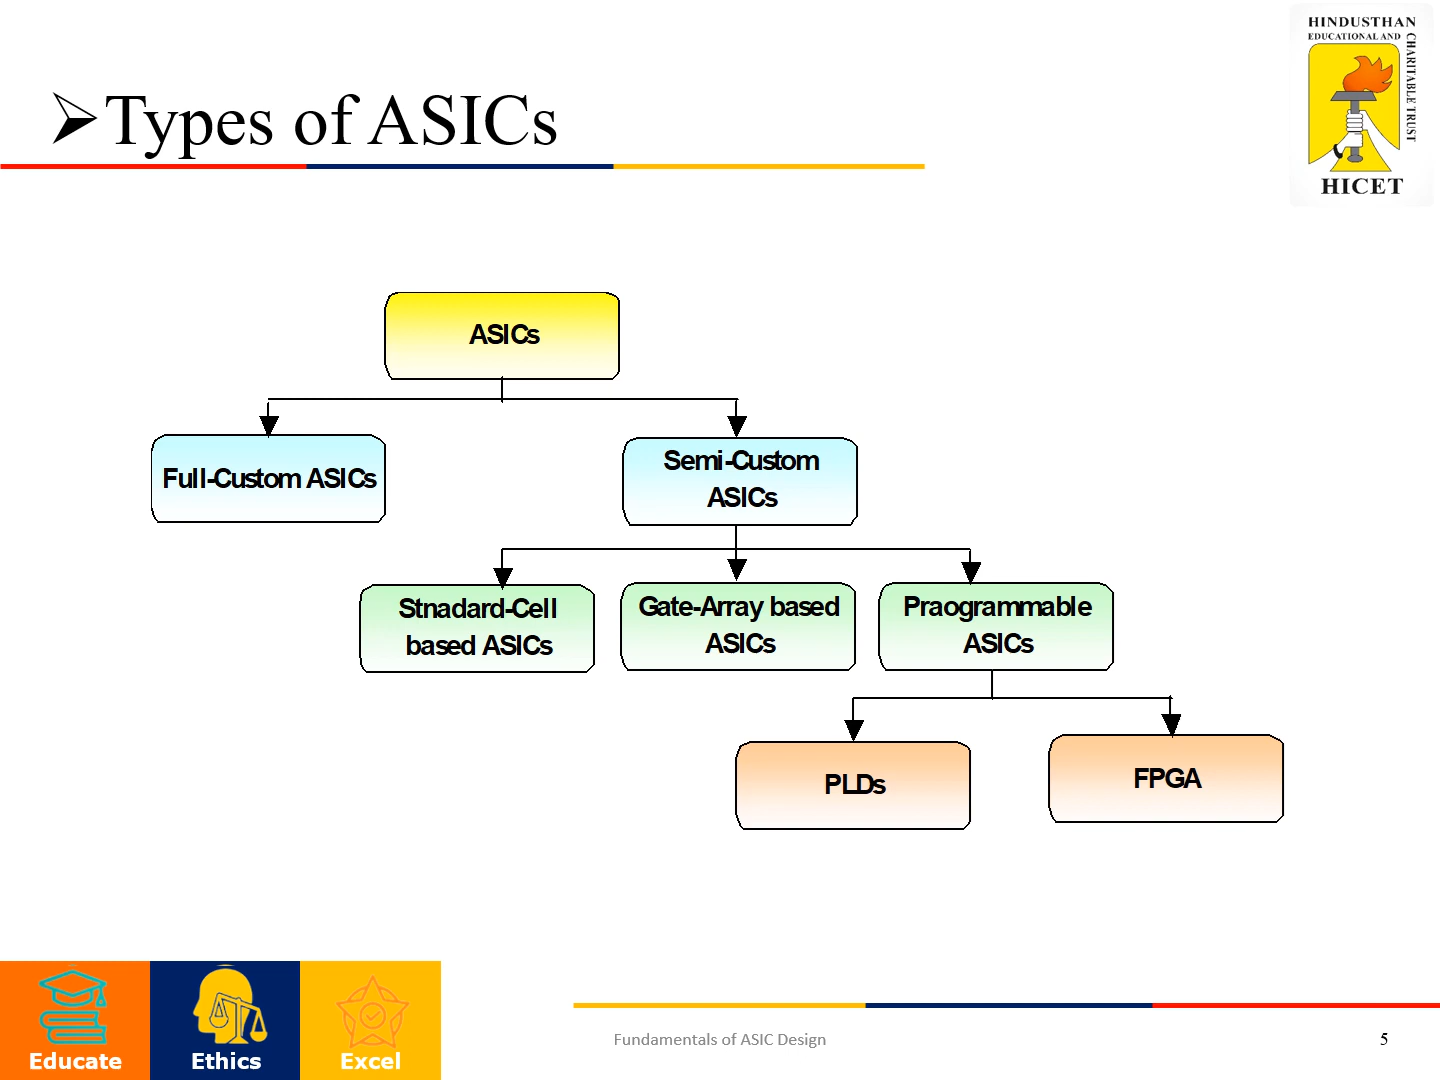 HINDUSTHAN
EDUCATIONAL AND
CHARITABLE TRUST
HICET
➢Types of ASICs
ASICs
Full-Custom ASICs
Semi-Custom
ASICs
Stnadard-Cell
based ASICs
Gate-Array based
ASICs
Praogrammable
ASICs
PLDs
FPGA
Educate
Ethics
Excel
Fundamentals of ASIC Design
5